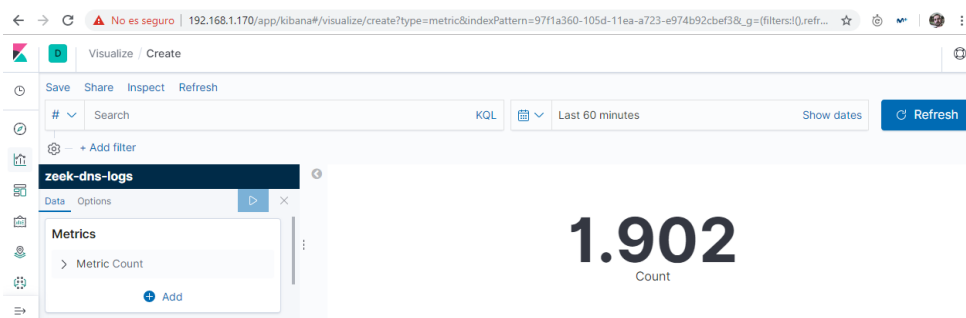 No es seguro | 192.168.1.170/app/kibana#/visualize/create?type=metric&indexPattern=97f1a360-105d-11ea-a723-e974b92cbef3&_g=(filters:!(),refr...
D Visualize / Create
Save Share Inspect Refresh
# Search KQL Last 60 minutes Show dates Refresh
+ Add filter
zeek-dns-logs
Data Options
Metrics
Metric Count
Add
1.902
Count